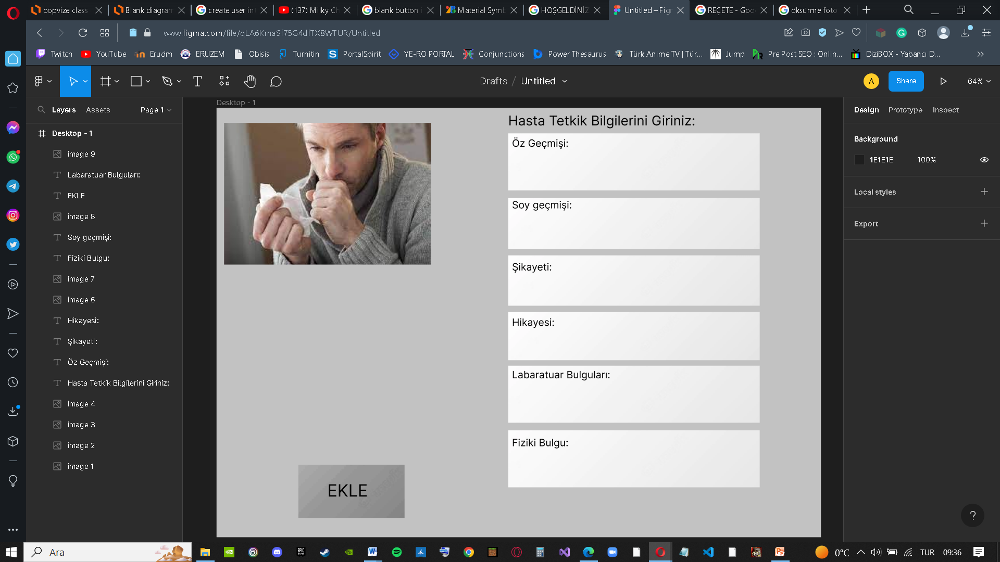 oopvize class
Blank diagram
create user in
(137) Milky Ch
blank button i
Material Symb
HOŞGELDİNİZ
Untitled – Figr
REÇETE - Goo
öksürme foto
www.figma.com/file/qLA6KmaSf75G4dfTX8WTUR/Untitled
Twitch
YouTube
Erudm
ERUZEM
Obisis
Turnitin
PortalSpirit
YE-RO PORTAL
Conjunctions
Power Thesaurus
Türk Anime TV | Tür...
Jump
Pre Post SEO : Onlin...
DiziBOX - Yabancı D...
Drafts / Untitled
A
Share
64%
Layers
Assets
Page 1
Desktop - 1
image 9
Labaratuar Bulguları:
EKLE
image 8
Soy geçmişi:
Fiziki Bulgu:
image 7
image 6
Hikayesi:
Şikayeti:
Öz Geçmişi:
Hasta Tetkik Bilgilerini Giriniz:
image 4
image 3
image 2
image 1
Desktop - 1
Hasta Tetkik Bilgilerini Giriniz:
Öz Geçmişi:
Soy geçmişi:
Şikayeti:
Hikayesi:
Labaratuar Bulguları:
Fiziki Bulgu:
EKLE
Design
Prototype
Inspect
Background
1E1E1E
100%
Local styles
Export
?
Ara
0°C
TUR
09:36